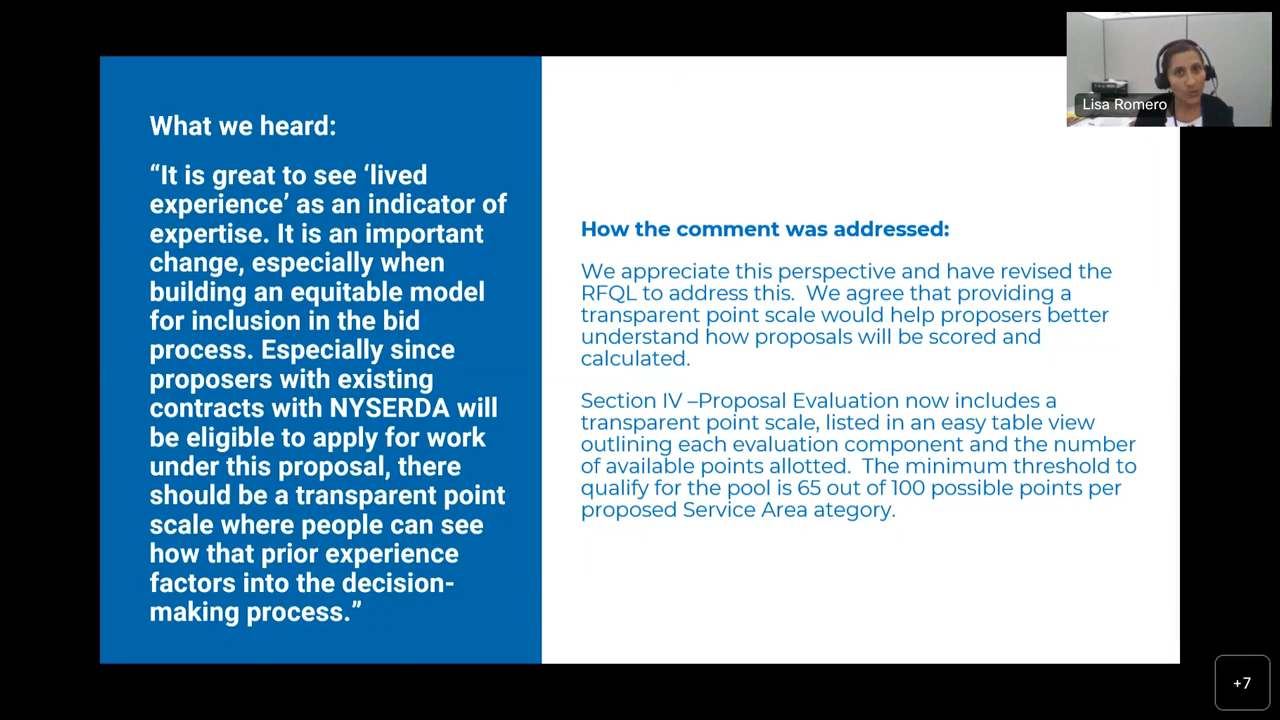 What we heard:
“It is great to see ‘lived
experience’ as an indicator of
expertise. It is an important
change, especially when
building an equitable model
for inclusion in the bid
process. Especially since
proposers with existing
contracts with NYSERDA will
be eligible to apply for work
under this proposal, there
should be a transparent point
scale where people can see
how that prior experience
factors into the decision-
making process.”
How the comment was addressed:
We appreciate this perspective and have revised the
RFQL to address this.  We agree that providing a
transparent point scale would help proposers better
understand how proposals will be scored and
calculated.
Section IV –Proposal Evaluation now includes a
transparent point scale, listed in an easy table view
outlining each evaluation component and the number
of available points allotted.  The minimum threshold to
qualify for the pool is 65 out of 100 possible points per
proposed Service Area ategory.
Lisa Romero
+7